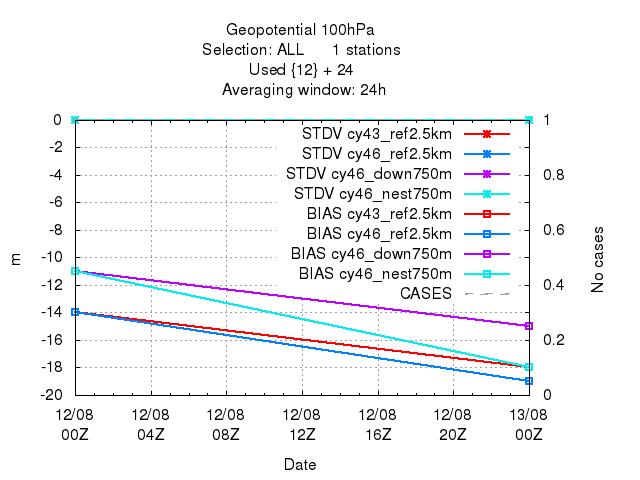 Geopotential 100hPa
Selection: ALL 1 stations
Used {12} + 24
Averaging window: 24h
0
-2
-4
-6
-8
-10
-12
-14
-16
-18
-20
m
STDV cy43_ref2.5km
STDV cy46_ref2.5km
STDV cy46_down750m
STDV cy46_nest750m
BIAS cy43_ref2.5km
BIAS cy46_ref2.5km
BIAS cy46_down750m
BIAS cy46_nest750m
CASES
1
0.8
0.6
0.4
0.2
0
No cases
12/08 12/08 12/08 12/08 12/08 12/08 13/08
00Z 04Z 08Z 12Z 16Z 20Z 00Z
Date